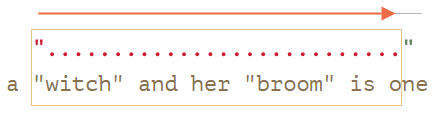 "..........................."
a "witch" and her "broom" is one